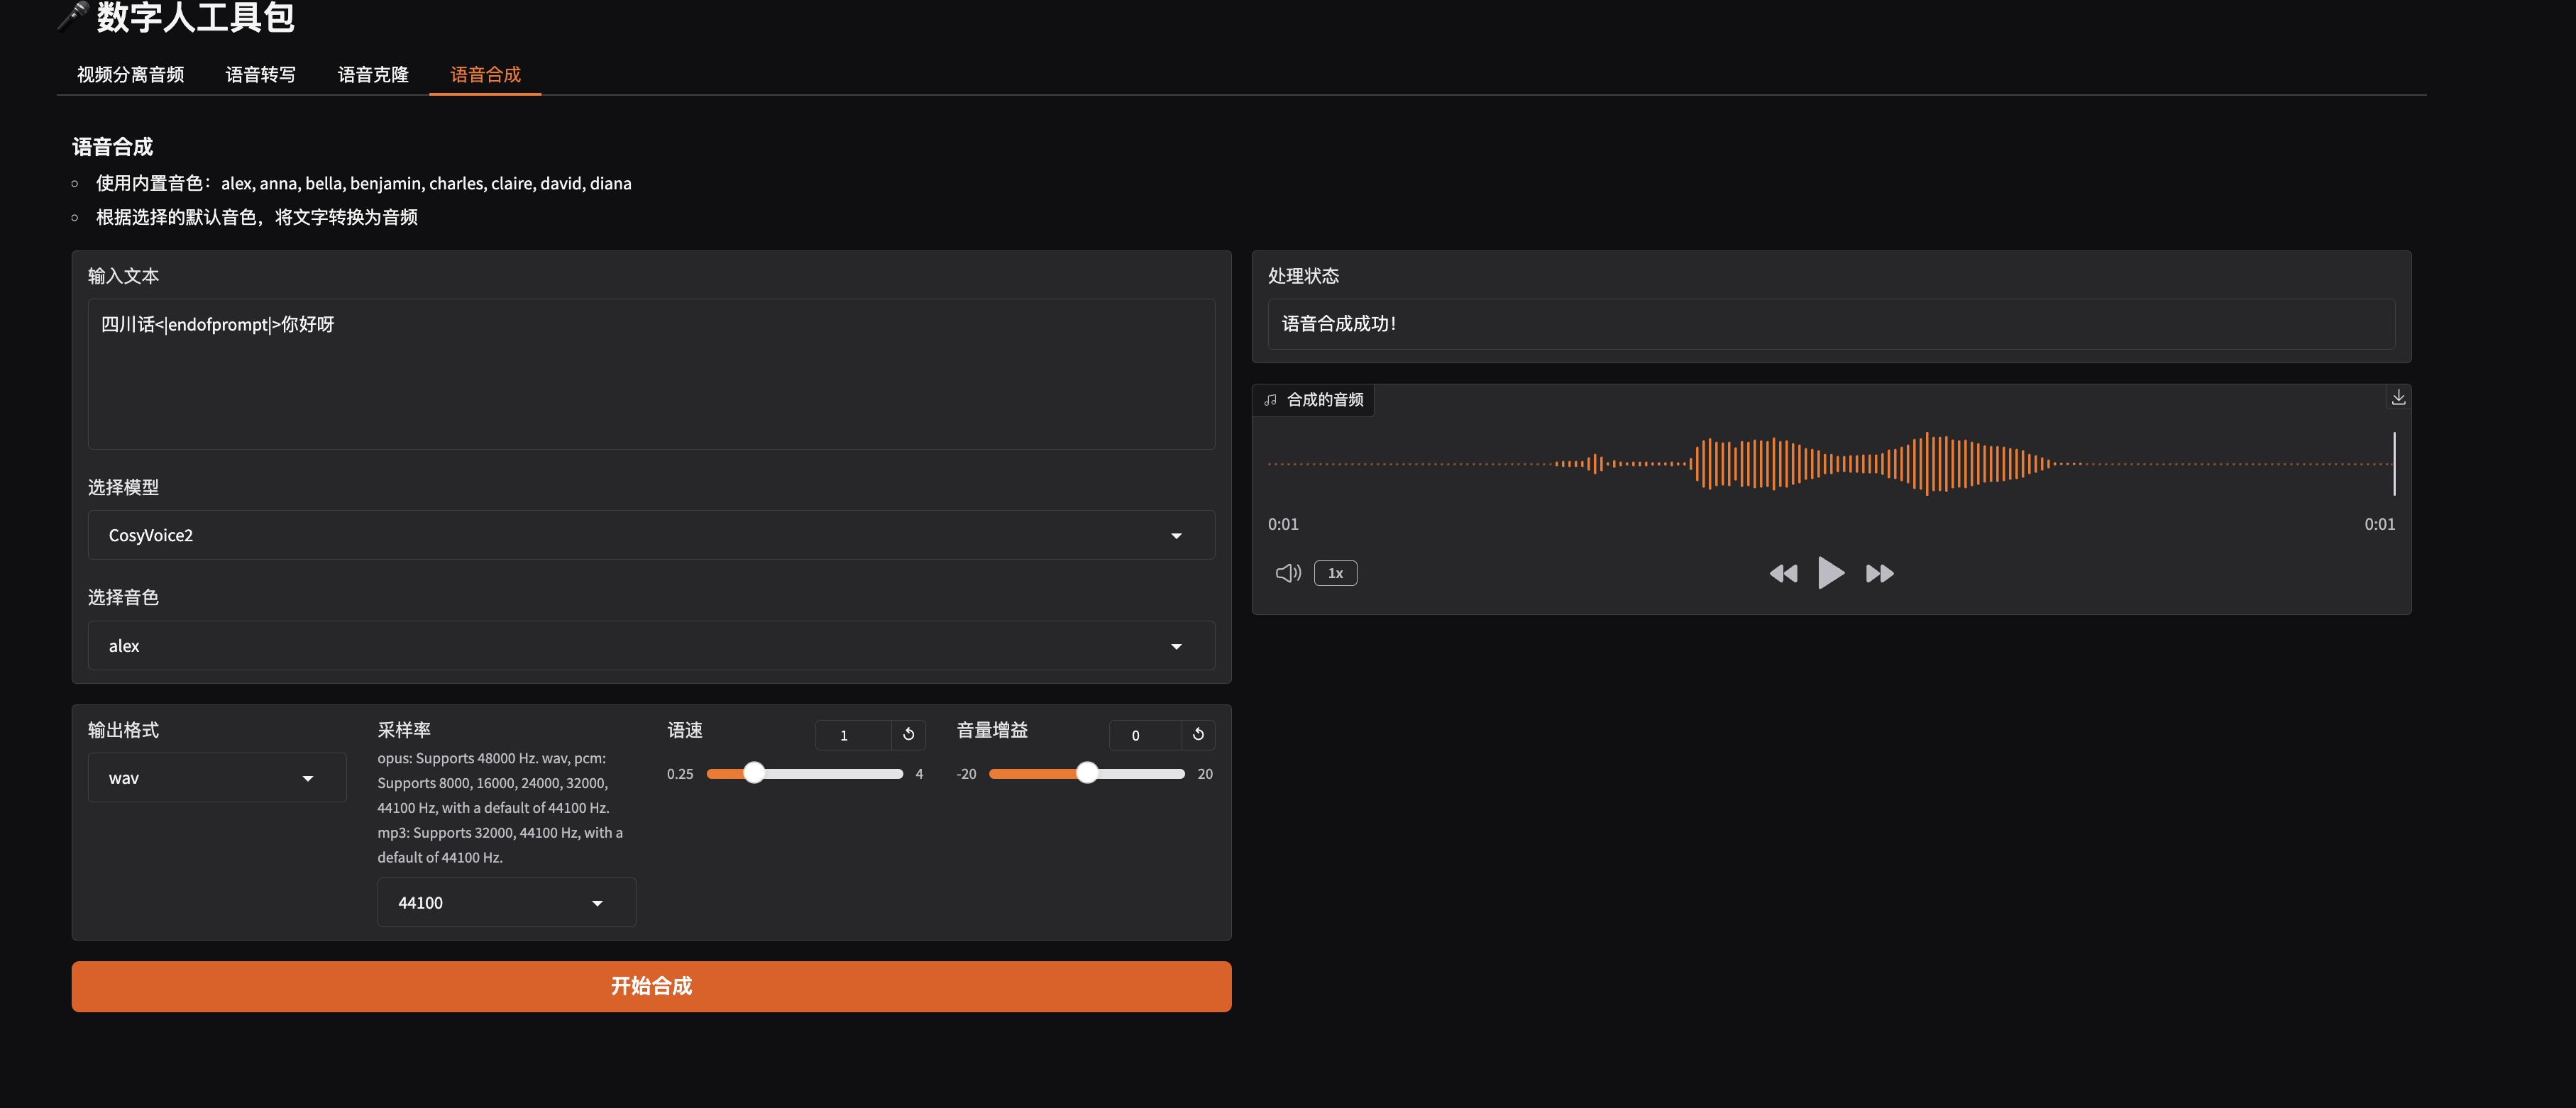 🎤 数字人工具包
视频分离音频
语音转写
语音克隆
语音合成
语音合成
使用内置音色：alex, anna, bella, benjamin, charles, claire, david, diana
根据选择的默认音色，将文字转换为音频
输入文本
四川话<|endofprompt|>你好呀
选择模型
CosyVoice2
选择音色
alex
输出格式
wav
采样率
opus: Supports 48000 Hz. wav, pcm:
Supports 8000, 16000, 24000, 32000,
44100 Hz, with a default of 44100 Hz.
mp3: Supports 32000, 44100 Hz, with a
default of 44100 Hz.
44100
语速
1
0.25
4
音量增益
0
-20
20
开始合成
处理状态
语音合成成功！
合成的音频
0:01
0:01
1x